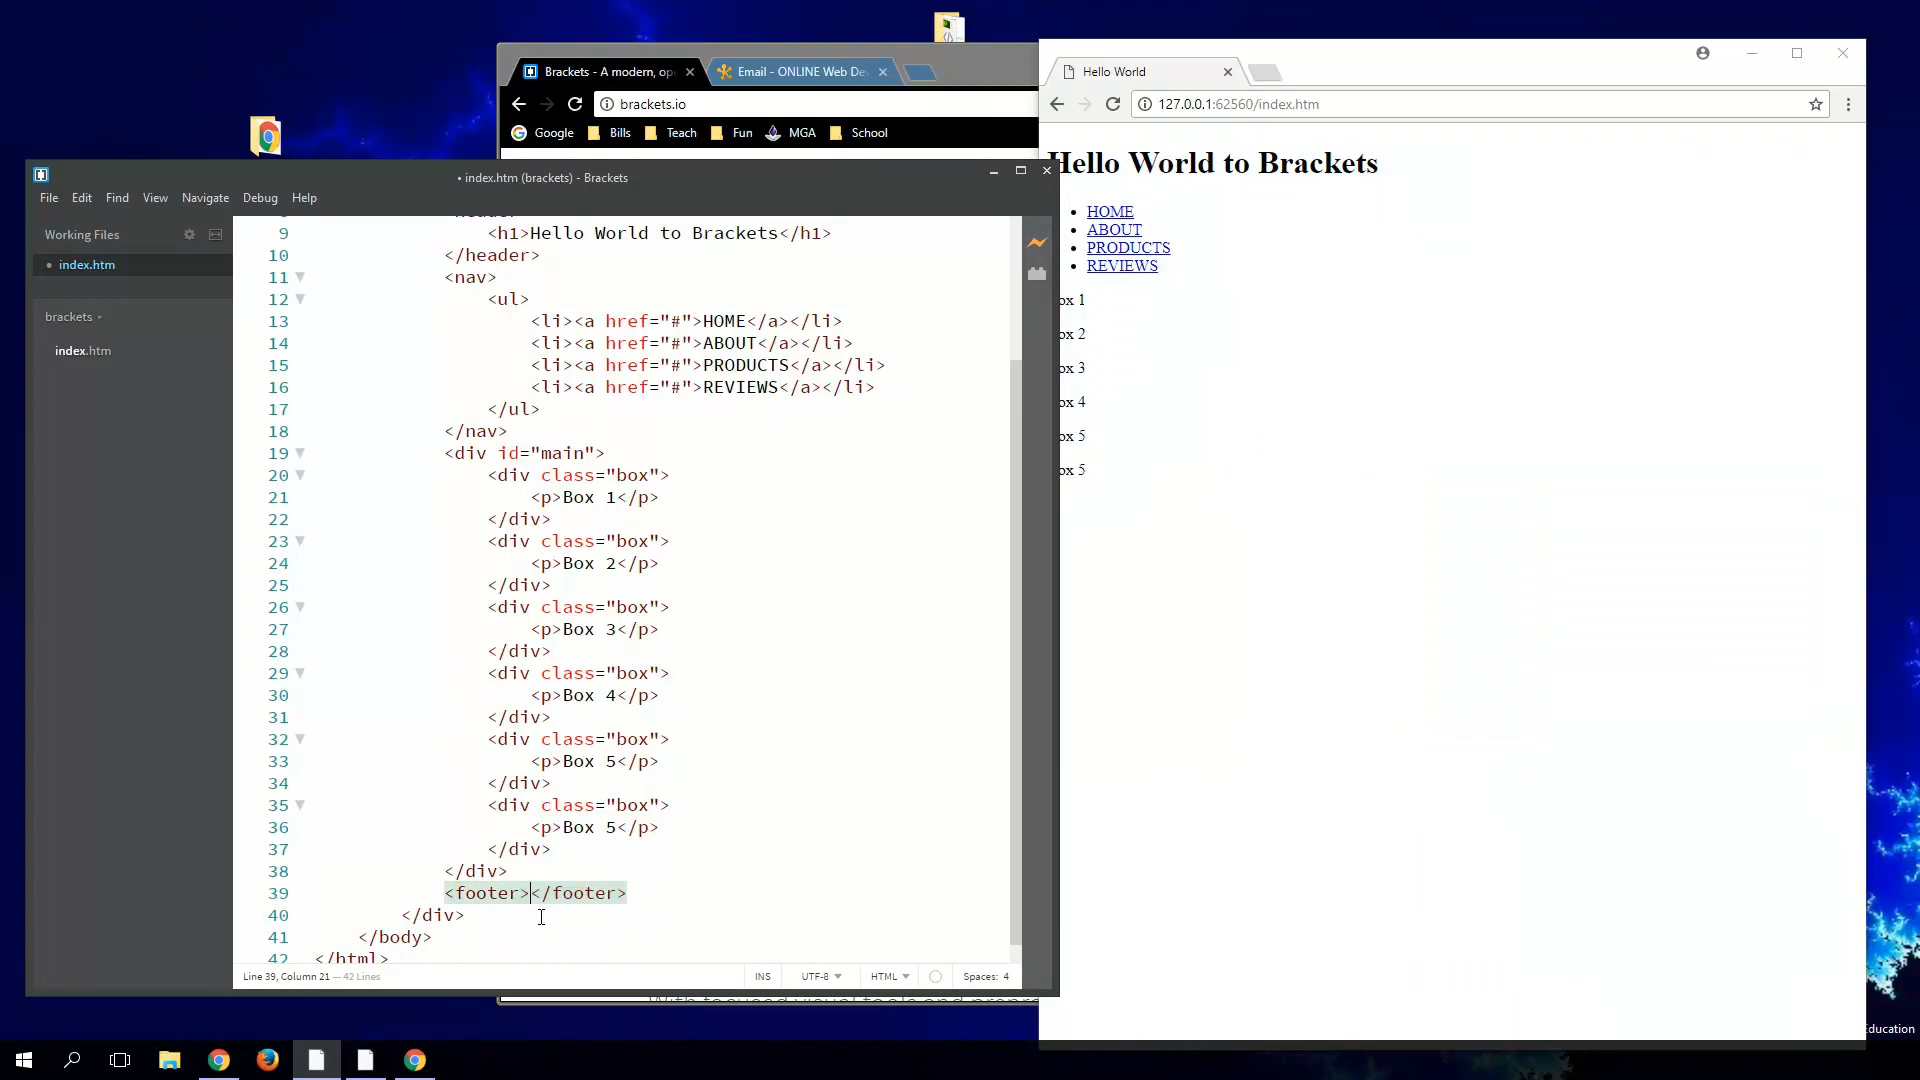 Brackets - A modern, op
Email - ONLINE Web De
brackets.io
Google
Bills
Teach
Fun
MGA
School
Hello World
127.0.0.1:62560/index.htm
Hello World to Brackets
HOME
ABOUT
PRODUCTS
REVIEWS
ox 1
ox 2
ox 3
ox 4
ox 5
ox 5
• index.htm (brackets) - Brackets
File Edit Find View Navigate Debug Help
Working Files
index.htm
brackets
index.htm
9 <h1>Hello World to Brackets</h1>
10 </header>
11 <nav>
12 <ul>
13 <li><a href="#">HOME</a></li>
14 <li><a href="#">ABOUT</a></li>
15 <li><a href="#">PRODUCTS</a></li>
16 <li><a href="#">REVIEWS</a></li>
17 </ul>
18 </nav>
19 <div id="main">
20 <div class="box">
21 <p>Box 1</p>
22 </div>
23 <div class="box">
24 <p>Box 2</p>
25 </div>
26 <div class="box">
27 <p>Box 3</p>
28 </div>
29 <div class="box">
30 <p>Box 4</p>
31 </div>
32 <div class="box">
33 <p>Box 5</p>
34 </div>
35 <div class="box">
36 <p>Box 5</p>
37 </div>
38 </div>
39 <footer></footer>
40 </div>
41 </body>
42 </html>
Line 39, Column 21 — 42 Lines
INS UTF-8 HTML Spaces: 4
Education